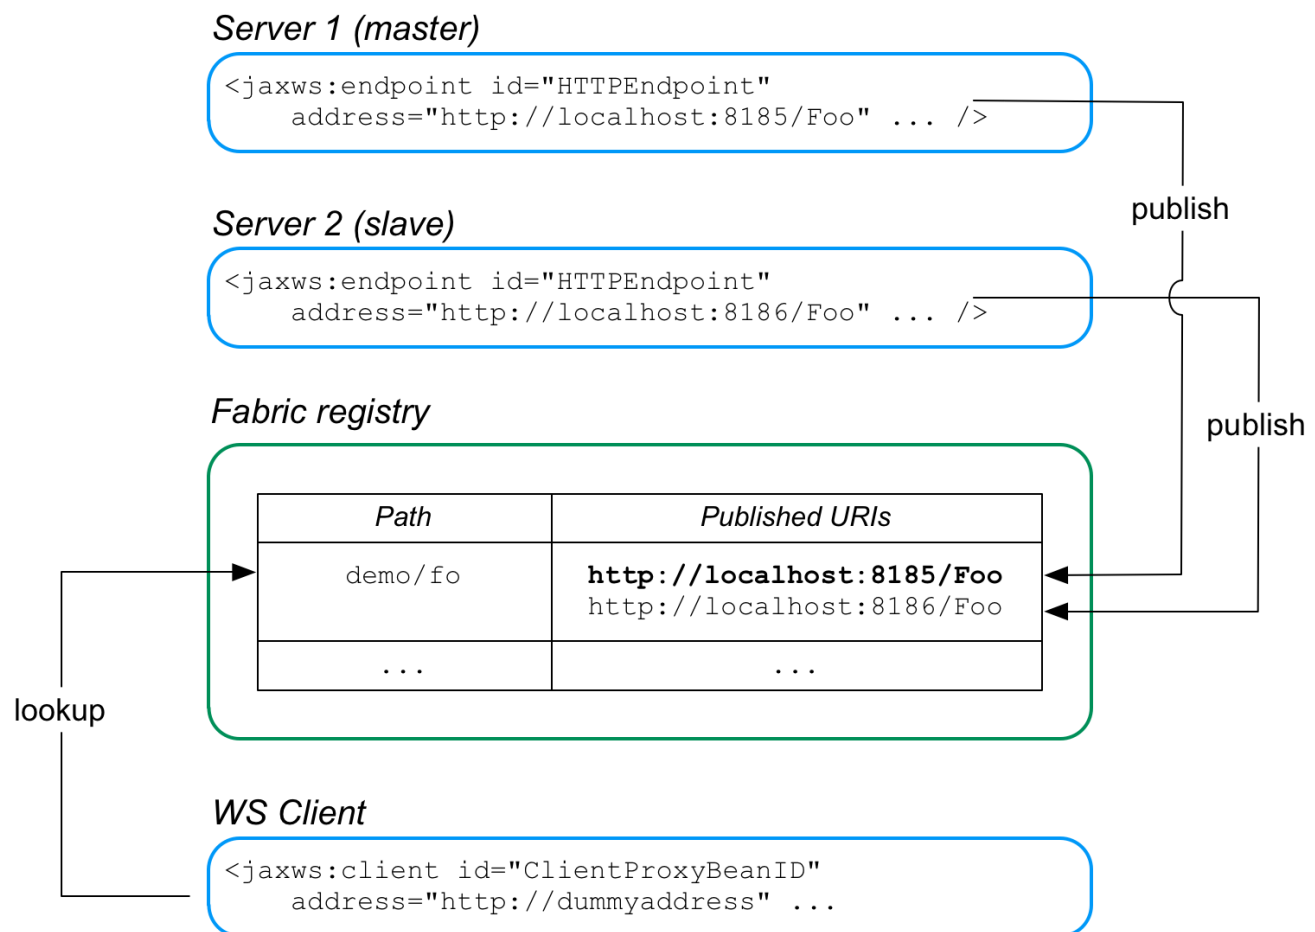 Server 1 (master)
<jaxws:endpoint id="HTTPEndpoint"
address="http://localhost:8185/Foo" ... />
publish
Server 2 (slave)
<jaxws:endpoint id="HTTPEndpoint"
address="http://localhost:8186/Foo" ... />
publish
Fabric registry
Path Published URIs
demo/fo http://localhost:8185/Foo
http://localhost:8186/Foo
... ...
lookup
WS Client
<jaxws:client id="ClientProxyBeanID"
address="http://dummyaddress" ...